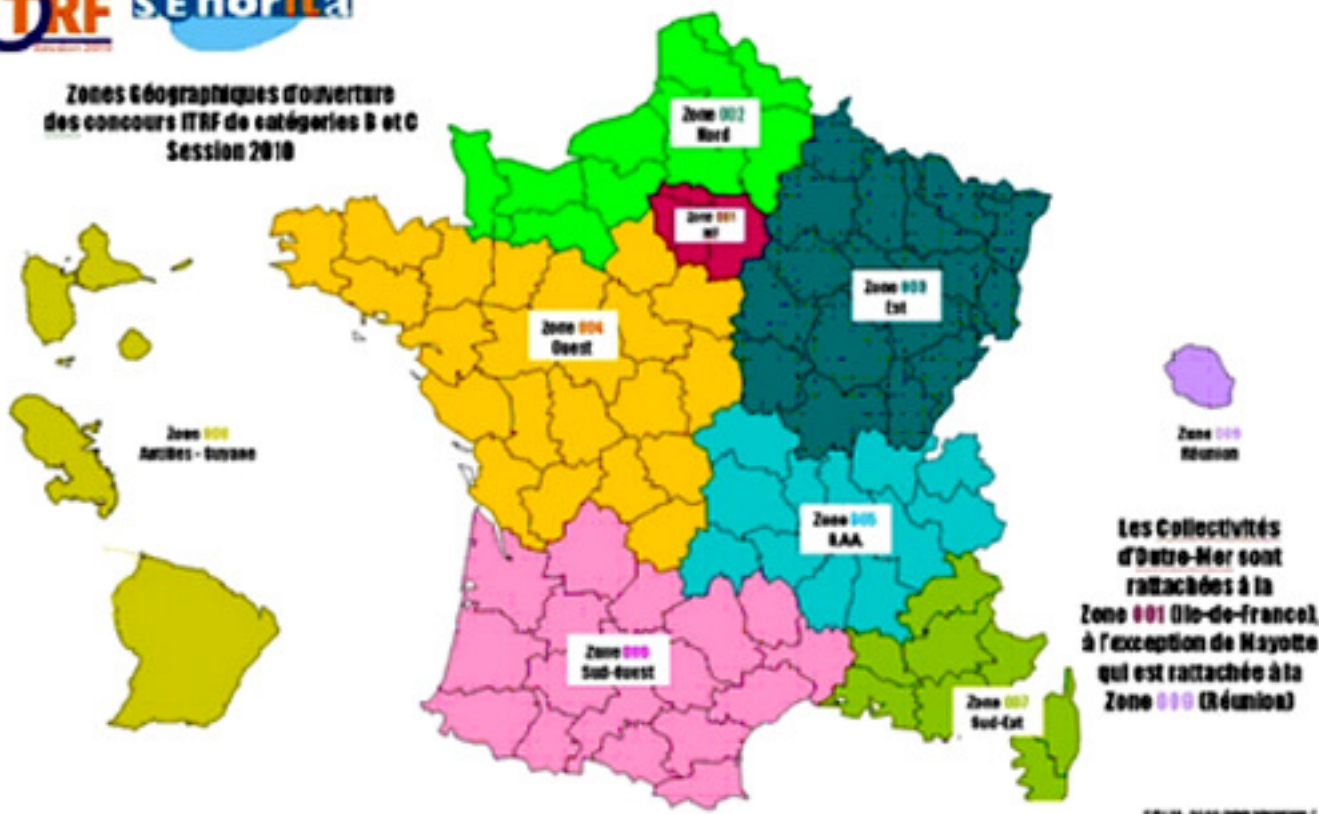 TRF
SEnorITa
Zones Géographiques d'ouverture
des concours ITRF de catégories B et C
Session 2010
Zone 002
Nord
Zone 001
Zone 003
Est
Zone 004
Ouest
Zone
Antilles - Guyane
Zone
Réunion
Zone 005
R.A.A.
Les Collectivités
d'Outre-Mer sont
rattachées à la
Zone 001 (Ile-de-France),
à l'exception de Mayotte
qui est rattachée à la
Zone (Réunion)
Zone
Sud-Ouest
Zone 007
Sud-Est